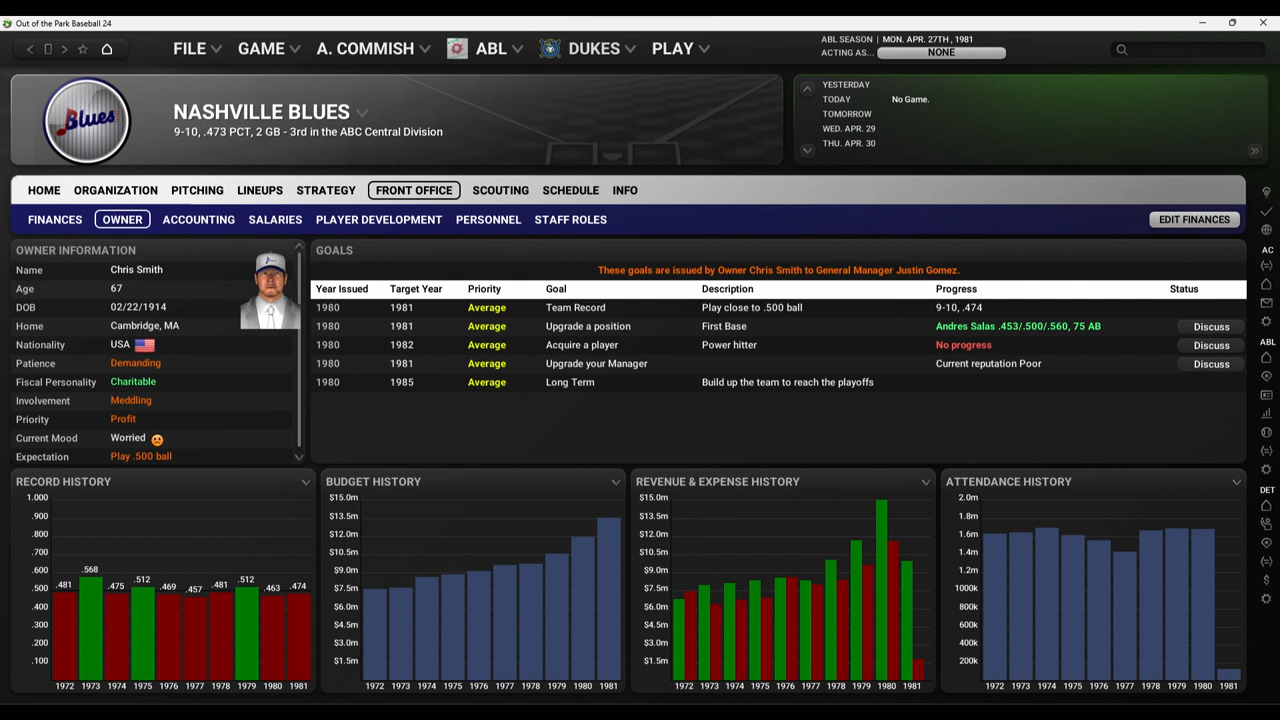 Out of the Park Baseball 24
FILE GAME A. COMMISH ABL DUKES PLAY
ABL SEASON | MON. APR. 27TH, 1981
ACTING AS... NONE
Blues
NASHVILLE BLUES
9-10, .473 PCT, 2 GB - 3rd in the ABC Central Division
YESTERDAY
TODAY No Game.
TOMORROW
WED. APR. 29
THU. APR. 30
HOME ORGANIZATION PITCHING LINEUPS STRATEGY FRONT OFFICE SCOUTING SCHEDULE INFO
FINANCES OWNER ACCOUNTING SALARIES PLAYER DEVELOPMENT PERSONNEL STAFF ROLES EDIT FINANCES
OWNER INFORMATION
Name Chris Smith
Age 67
DOB 02/22/1914
Home Cambridge, MA
Nationality USA
Patience Demanding
Fiscal Personality Charitable
Involvement Meddling
Priority Profit
Current Mood Worried
Expectation Play .500 ball
GOALS
These goals are issued by Owner Chris Smith to General Manager Justin Gomez.
Year Issued Target Year Priority Goal Description Progress Status
1980 1981 Average Team Record Play close to .500 ball 9-10, .474
1980 1981 Average Upgrade a position First Base Andres Salas .453/.500/.560, 75 AB Discuss
1980 1982 Average Acquire a player Power hitter No progress Discuss
1980 1981 Average Upgrade your Manager Current reputation Poor Discuss
1980 1985 Average Long Term Build up the team to reach the playoffs
AC
ABL
DET
RECORD HISTORY
1.000
.900
.800
.700
.600
.500
.400
.300
.200
.100
.481 .568 .475 .512 .469 .457 .481 .512 .463 .474
1972 1973 1974 1975 1976 1977 1978 1979 1980 1981
BUDGET HISTORY
$15.0m
$13.5m
$12.0m
$10.5m
$9.0m
$7.5m
$6.0m
$4.5m
$3.0m
$1.5m
1972 1973 1974 1975 1976 1977 1978 1979 1980 1981
REVENUE & EXPENSE HISTORY
$15.0m
$13.5m
$12.0m
$10.5m
$9.0m
$7.5m
$6.0m
$4.5m
$3.0m
$1.5m
1972 1973 1974 1975 1976 1977 1978 1979 1980 1981
ATTENDANCE HISTORY
2.0m
1.8m
1.6m
1.4m
1.2m
1000k
800k
600k
400k
200k
1972 1973 1974 1975 1976 1977 1978 1979 1980 1981